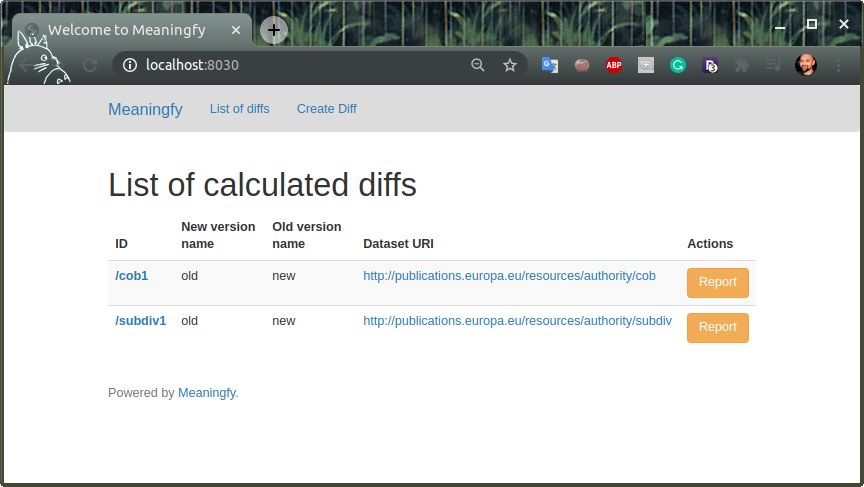 Welcome to Meaningfy
localhost:8030
ABP
Meaningfy List of diffs Create Diff
List of calculated diffs
ID New version name Old version name Dataset URI Actions
/cob1 old new http://publications.europa.eu/resources/authority/cob Report
/subdiv1 old new http://publications.europa.eu/resources/authority/subdiv Report
Powered by Meaningfy.